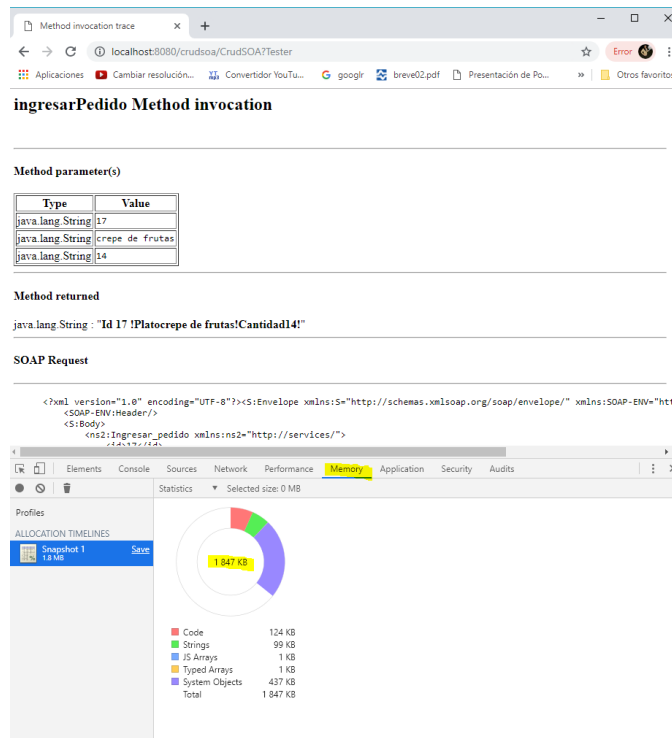 Method invocation trace
localhost:8080/crudsoa/CrudSOA?Tester
Error
Aplicaciones Cambiar resolución... Convertidor YouTu... googlr breve02.pdf Presentación de Po... » Otros favoritos
ingresarPedido Method invocation
Method parameter(s)
Type Value
java.lang.String 17
java.lang.String crepe de frutas
java.lang.String 14
Method returned
java.lang.String : "Id 17 !Platocrepe de frutas!Cantidad14!"
SOAP Request
<?xml version="1.0" encoding="UTF-8"?><S:Envelope xmlns:S="http://schemas.xmlsoap.org/soap/envelope/" xmlns:SOAP-ENV="htt
<SOAP-ENV:Header/>
<S:Body>
<ns2:Ingresar_pedido xmlns:ns2="http://services/">
<id>17</id>
Elements Console Sources Network Performance Memory Application Security Audits
Statistics ▼ Selected size: 0 MB
Profiles
ALLOCATION TIMELINES
Snapshot 1 Save
1.8 MB
1 847 KB
Code 124 KB
Strings 99 KB
JS Arrays 1 KB
Typed Arrays 1 KB
System Objects 437 KB
Total 1 847 KB